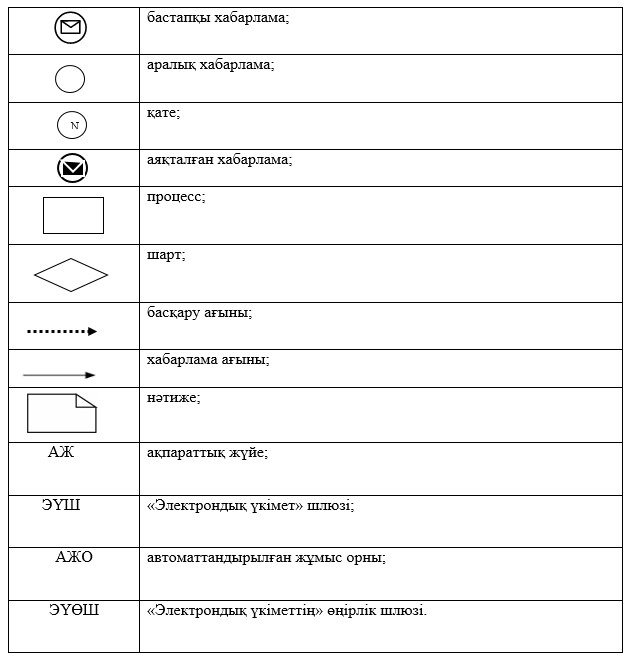 бастапқы хабарлама;
аралық хабарлама;
N қате;
аяқталған хабарлама;
процесс;
шарт;
басқару ағыны;
хабарлама ағыны;
нәтиже;
АЖ ақпараттық жүйе;
ЭҮШ «Электрондық үкімет» шлюзі;
АЖО автоматтандырылған жұмыс орны;
ЭҮӨШ «Электрондық үкіметтің» өңірлік шлюзі.